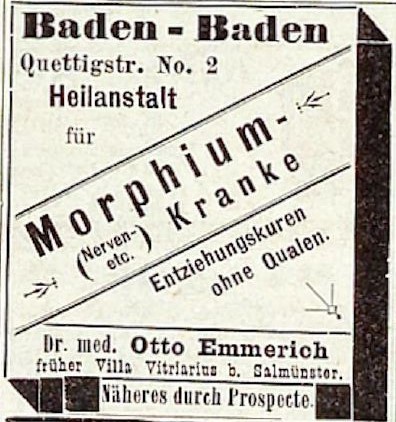 Baden - Baden
Quettigstr. No. 2
Heilanstalt
für
Morphium-
(Nerven- etc.) Kranke
Entziehungskuren
ohne Qualen.
Dr. med. Otto Emmerich
früher Villa Vitriarius b. Salmünster.
Näheres durch Prospecte.